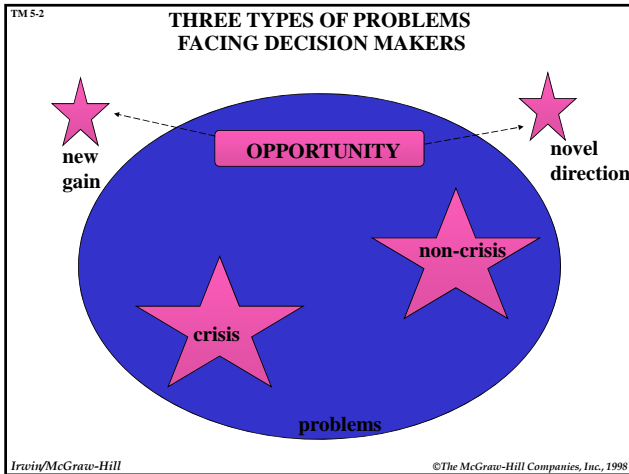 TM 5-2
THREE TYPES OF PROBLEMS
FACING DECISION MAKERS
new
gain
OPPORTUNITY
novel
direction
non-crisis
crisis
problems
Irwin/McGraw-Hill
©The McGraw-Hill Companies, Inc., 1998